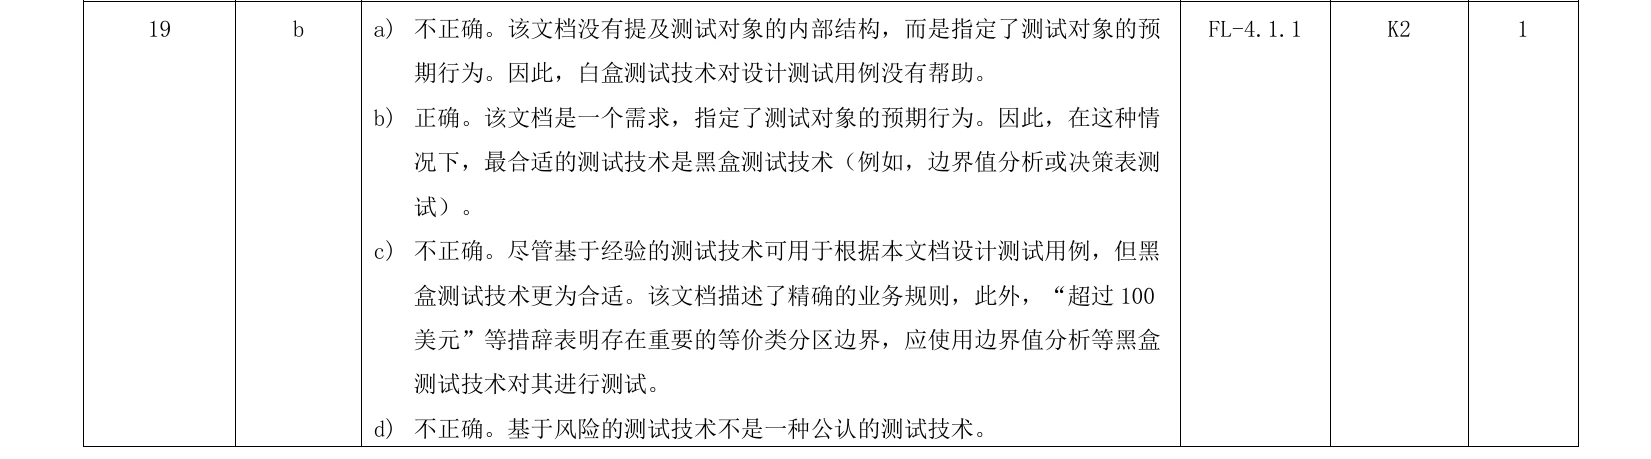 19 b a) 不正确。该文档没有提及测试对象的内部结构，而是指定了测试对象的预 FL-4.1.1 K2 1
期行为。因此，白盒测试技术对设计测试用例没有帮助。
b) 正确。该文档是一个需求，指定了测试对象的预期行为。因此，在这种情
况下，最合适的测试技术是黑盒测试技术（例如，边界值分析或决策表测
试）。
c) 不正确。尽管基于经验的测试技术可用于根据本文档设计测试用例，但黑
盒测试技术更为合适。该文档描述了精确的业务规则，此外，“超过 100
美元”等措辞表明存在重要的等价类分区边界，应使用边界值分析等黑盒
测试技术对其进行测试。
d) 不正确。基于风险的测试技术不是一种公认的测试技术。